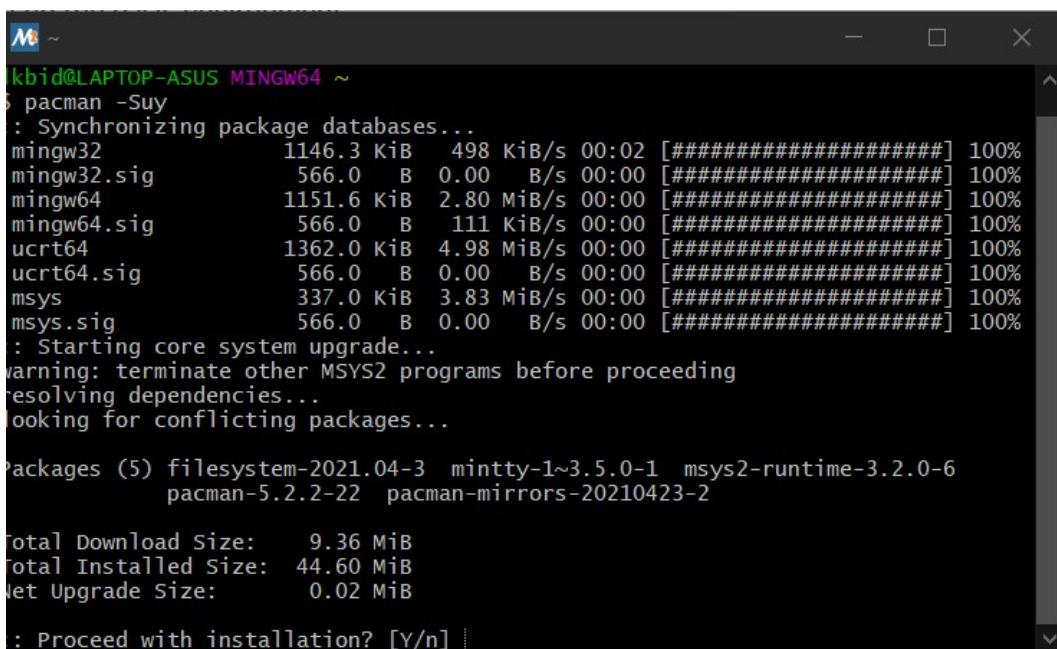 ~
kbid@LAPTOP-ASUS MINGW64 ~
$ pacman -Suy
:: Synchronizing package databases...
mingw32 1146.3 KiB 498 KiB/s 00:02 [#####################] 100%
mingw32.sig 566.0 B 0.00 B/s 00:00 [#####################] 100%
mingw64 1151.6 KiB 2.80 MiB/s 00:00 [#####################] 100%
mingw64.sig 566.0 B 111 KiB/s 00:00 [#####################] 100%
ucrt64 1362.0 KiB 4.98 MiB/s 00:00 [#####################] 100%
ucrt64.sig 566.0 B 0.00 B/s 00:00 [#####################] 100%
msys 337.0 KiB 3.83 MiB/s 00:00 [#####################] 100%
msys.sig 566.0 B 0.00 B/s 00:00 [#####################] 100%
:: Starting core system upgrade...
warning: terminate other MSYS2 programs before proceeding
resolving dependencies...
looking for conflicting packages...
Packages (5) filesystem-2021.04-3 mintty-1~3.5.0-1 msys2-runtime-3.2.0-6
pacman-5.2.2-22 pacman-mirrors-20210423-2
Total Download Size: 9.36 MiB
Total Installed Size: 44.60 MiB
Net Upgrade Size: 0.02 MiB
:: Proceed with installation? [Y/n]